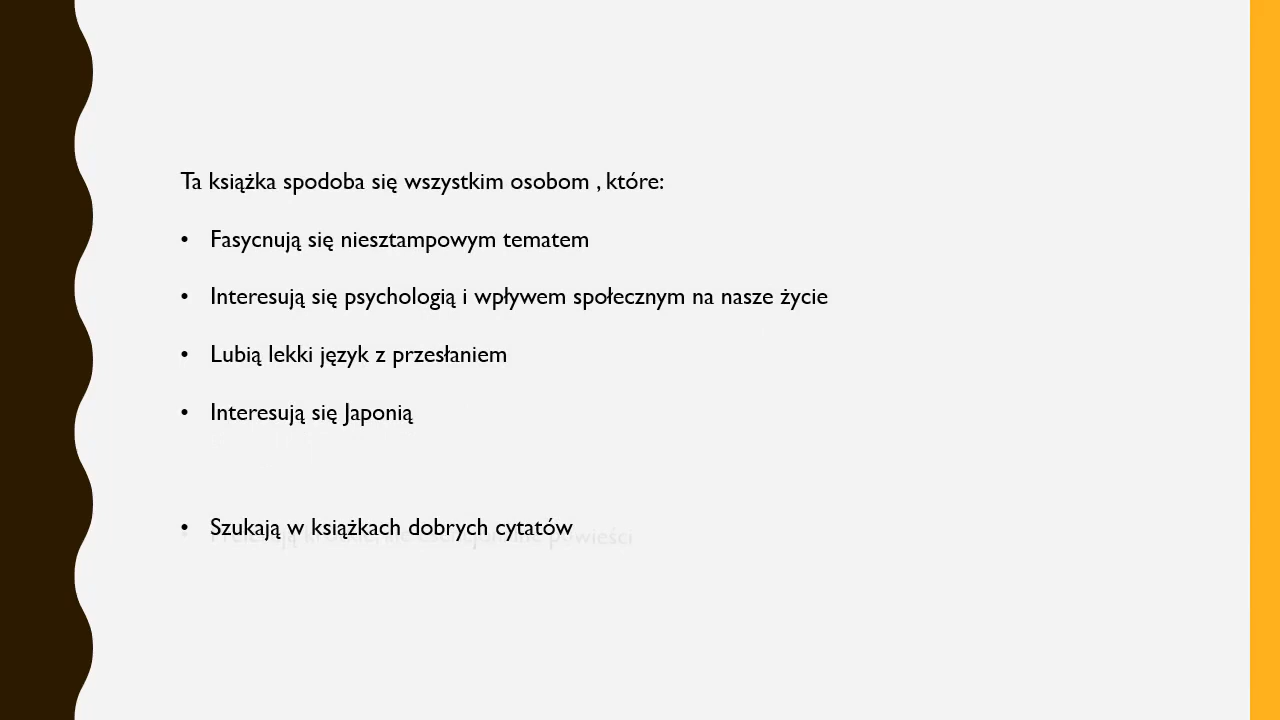 Ta książka spodoba się wszystkim osobom , które:
• Fasycnują się niesztampowym tematem
• Interesują się psychologią i wpływem społecznym na nasze życie
• Lubią lekki język z przesłaniem
• Interesują się Japonią
• Szukają w książkach dobrych cytatów
powieści